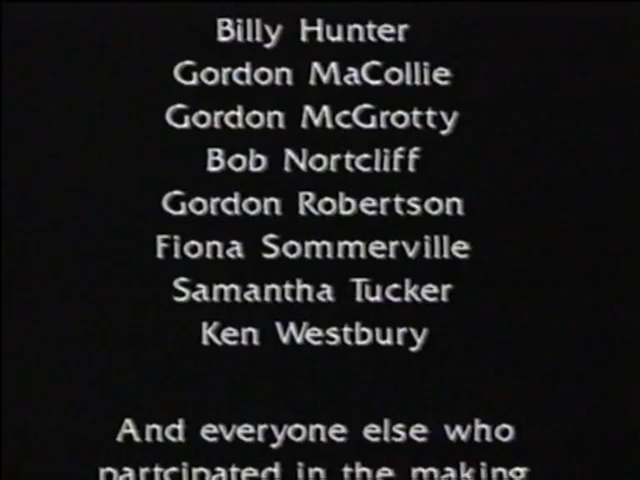 Billy Hunter
Gordon MaCollie
Gordon McGrotty
Bob Nortcliff
Gordon Robertson
Fiona Sommerville
Samantha Tucker
Ken Westbury
And everyone else who
partcipated in the making